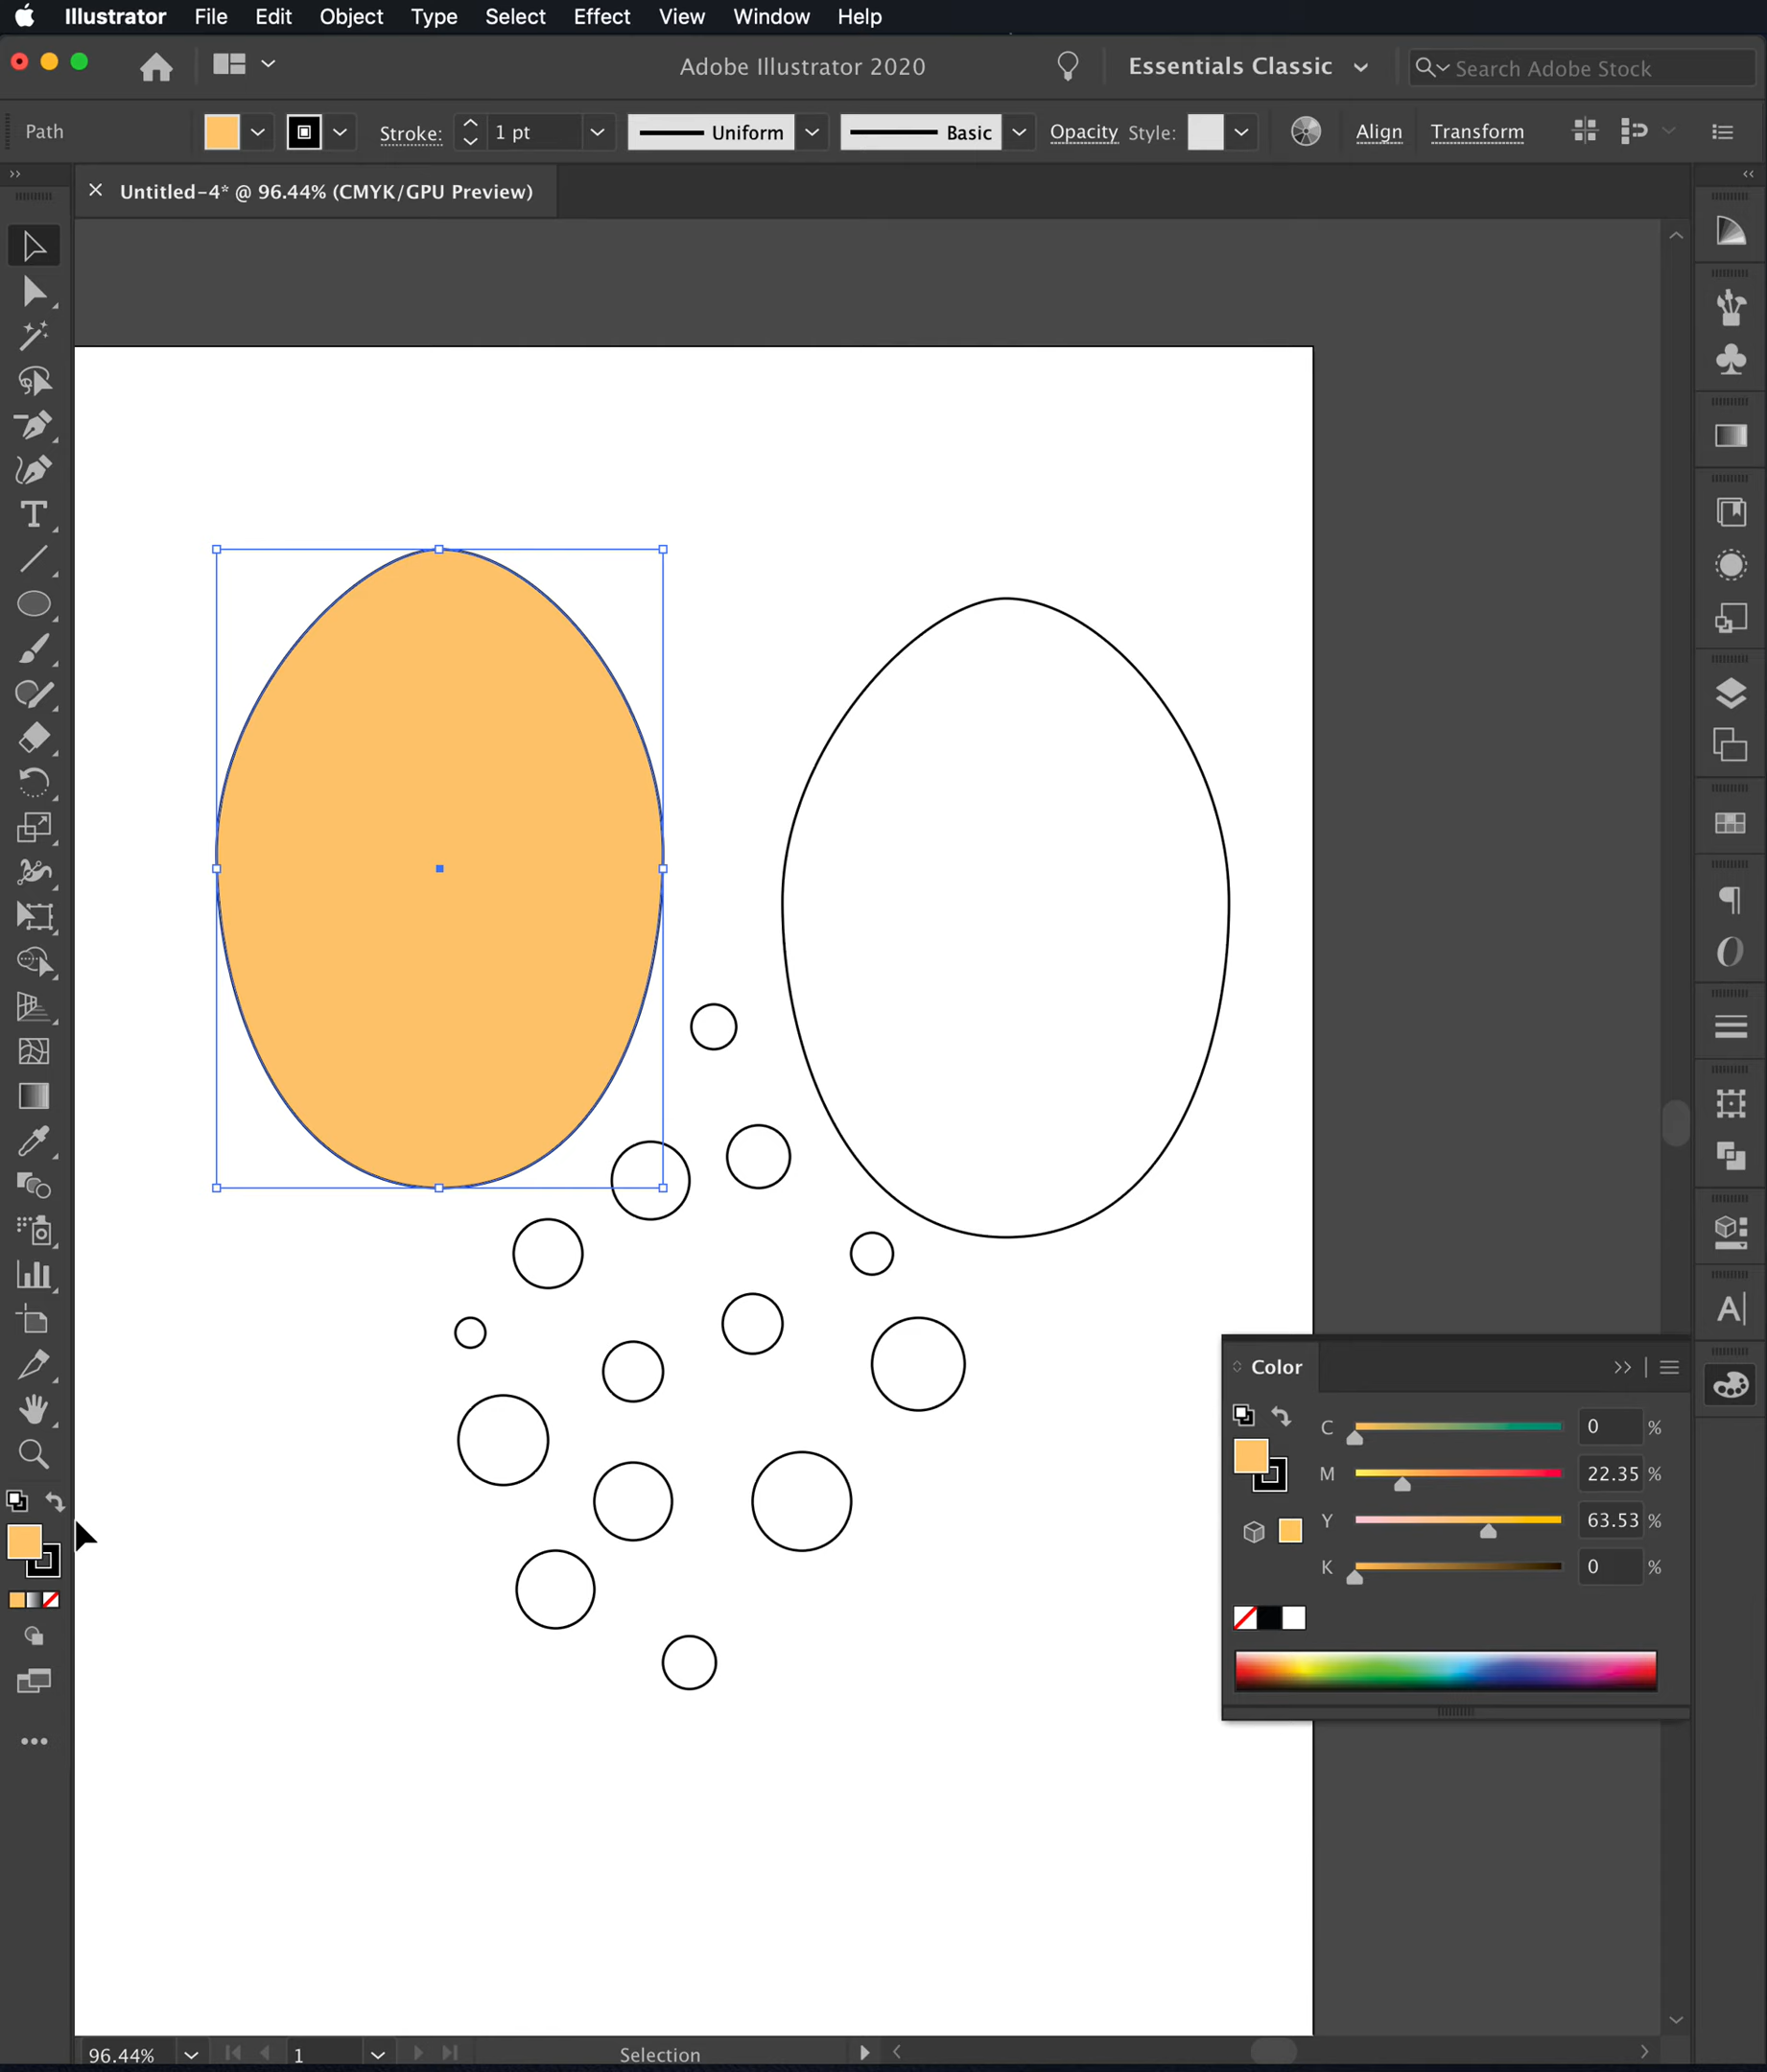 Illustrator File Edit Object Type Select Effect View Window Help
Adobe Illustrator 2020 Essentials Classic Search Adobe Stock
Path Stroke: 1 pt Uniform Basic Opacity Style: Align Transform
Untitled-4* @ 96.44% (CMYK/GPU Preview)
Color
C 0 %
M 22.35 %
Y 63.53 %
K 0 %
96.44% 1 Selection